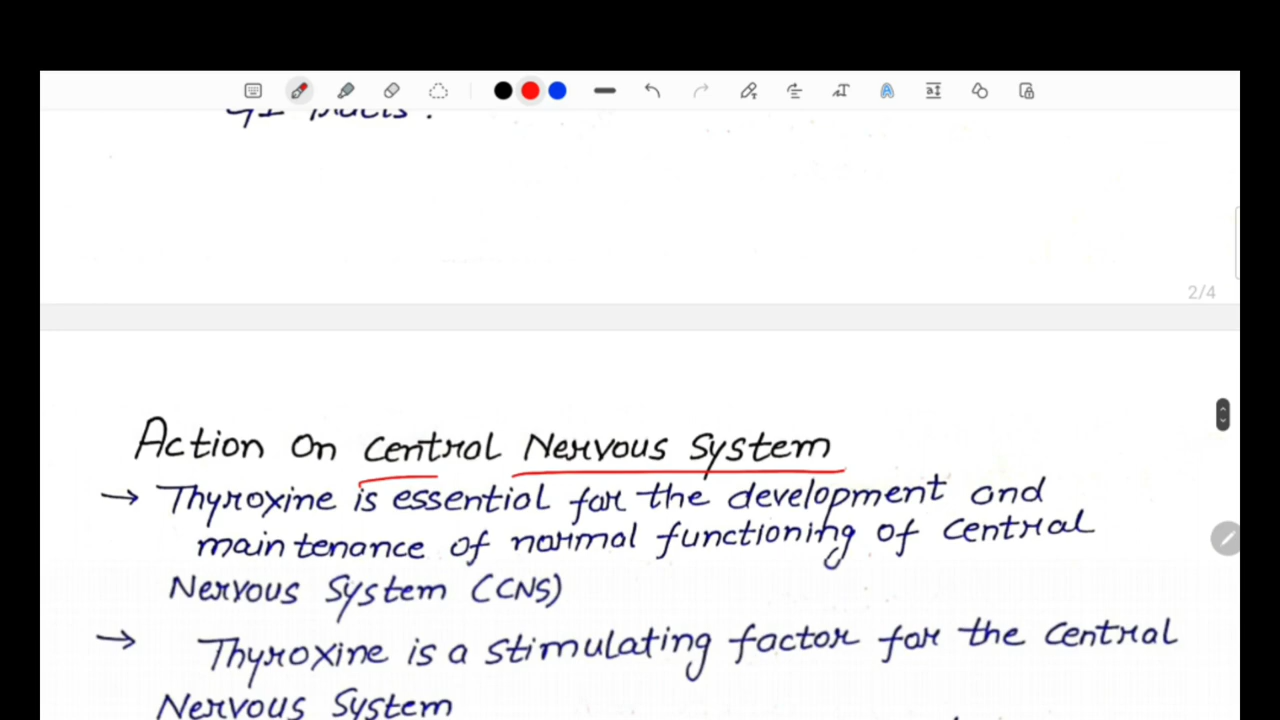 2/4
Action On Central Nervous System
→ Thyroxine is essential for the development and
maintenance of normal functioning of Central
Nervous System (CNS)
→ Thyroxine is a stimulating factor for the Central
Nervous System